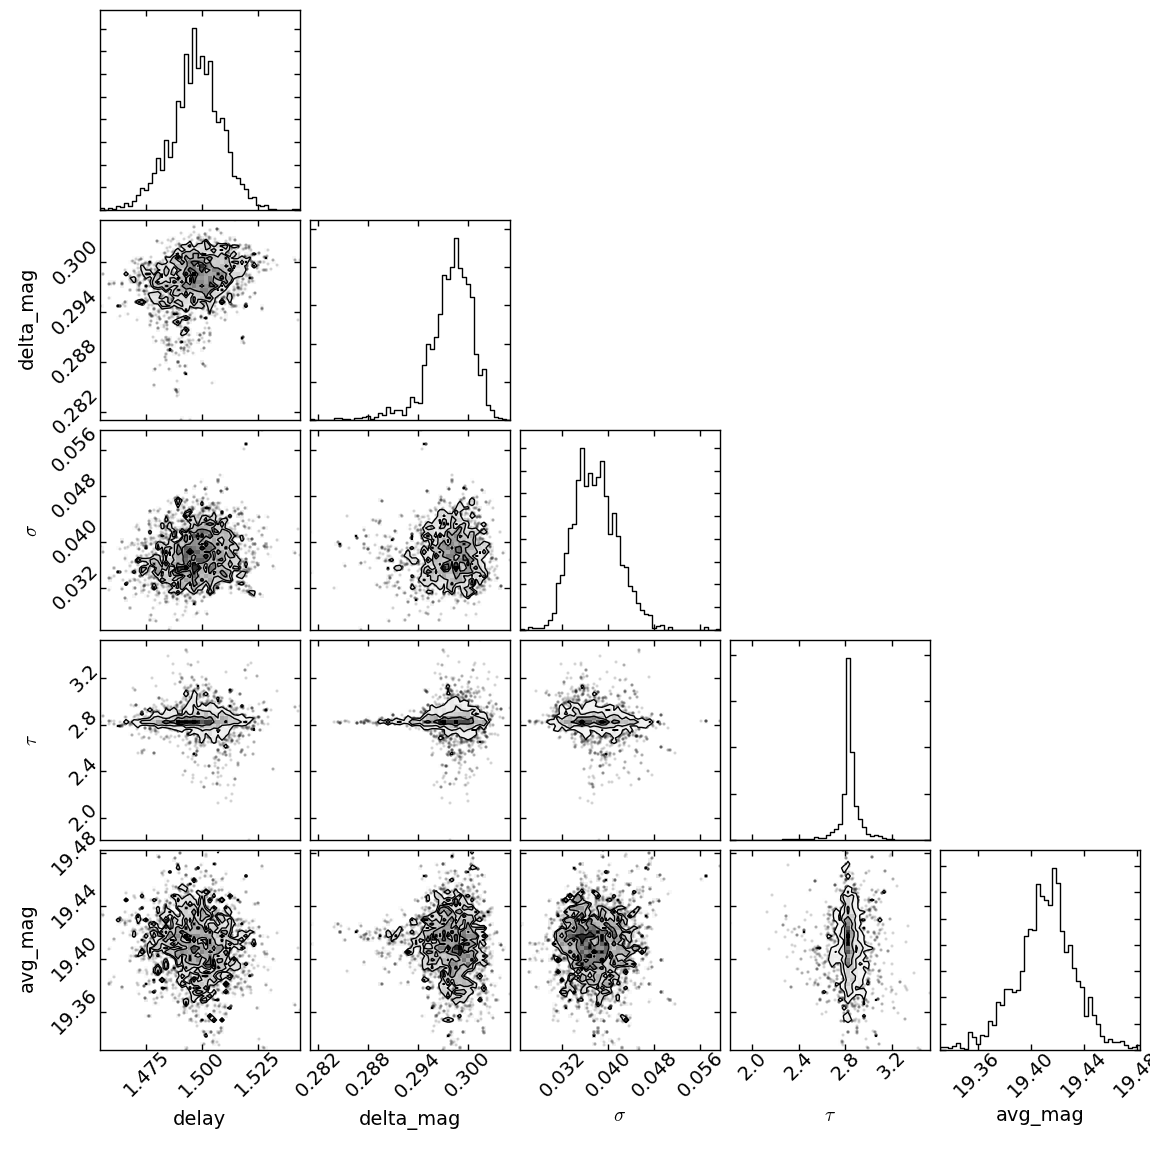 0.300
0.294
0.288
0.282
delta_mag
0.056
0.048
0.040
0.032
σ
3.2
2.8
2.4
2.0
τ
19.48
19.44
19.40
19.36
avg_mag
1.475 1.500 1.525
delay
0.282 0.288 0.294 0.300
delta_mag
0.032 0.040 0.048 0.056
σ
2.0 2.4 2.8 3.2
τ
19.36 19.40 19.44 19.48
avg_mag